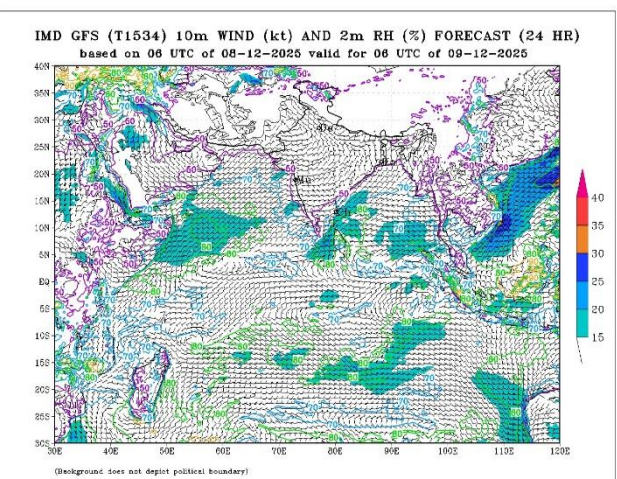 IMD GFS (T1534) 10m WIND (kt) AND 2m RH (%) FORECAST (24 HR)
based on 06 UTC of 08-12-2025 valid for 06 UTC of 09-12-2025
40N
35N
30N
25N
20N
15N
10N
5N
EQ
5S
10S
15S
20S
25S
30S
30E 40E 50E 60E 70E 80E 90E 100E 110E 120E
40
35
30
25
20
15
(Background does not depict political boundary)